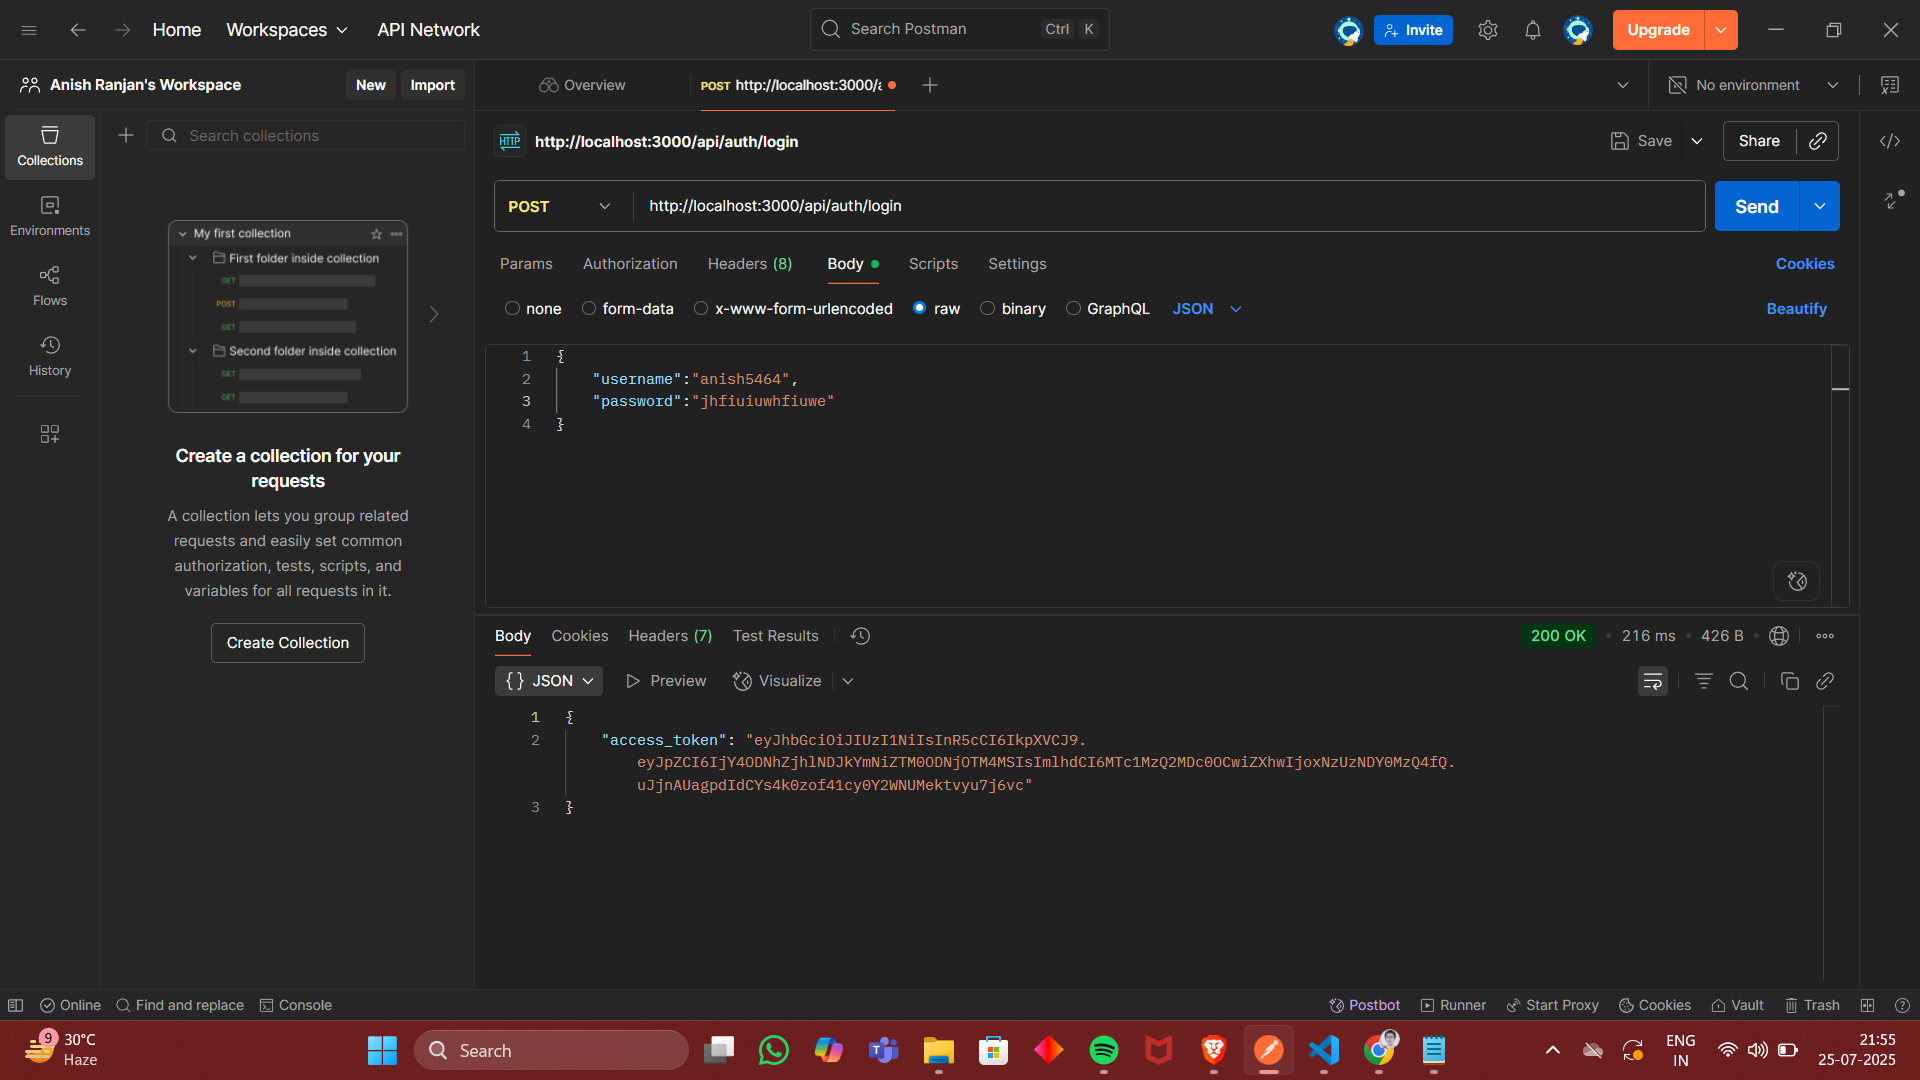 Home
Workspaces
API Network
Search Postman
Ctrl
K
Invite
Upgrade
Anish Ranjan's Workspace
New
Import
Overview
POST http://localhost:3000/a
No environment
Collections
Environments
Flows
History
Search collections
My first collection
First folder inside collection
GET
POST
GET
Second folder inside collection
GET
GET
Create a collection for your
requests
A collection lets you group related
requests and easily set common
authorization, tests, scripts, and
variables for all requests in it.
Create Collection
HTTP http://localhost:3000/api/auth/login
Save
Share
POST
http://localhost:3000/api/auth/login
Send
Params
Authorization
Headers (8)
Body
Scripts
Settings
Cookies
none
form-data
x-www-form-urlencoded
raw
binary
GraphQL
JSON
Beautify
1 {
2 "username":"anish5464",
3 "password":"jhfiuiuwhfiuwe"
4 }
Body
Cookies
Headers (7)
Test Results
200 OK
216 ms
426 B
{} JSON
Preview
Visualize
1 {
2 "access_token": "eyJhbGciOiJIUzI1NiIsInR5cCI6IkpXVCJ9.
eyJpZCI6IjY4ODNhZjhlNDJkYmNiZTM0ODNjOTM4MSIsImlhdCI6MTc1MzQ2MDc0OCwiZXhwIjoxNzUzNDY0MzQ4fQ.
uJjnAUagpdIdCYs4k0zof41cy0Y2WNUMektvyu7j6vc"
3 }
Online
Find and replace
Console
Postbot
Runner
Start Proxy
Cookies
Vault
Trash
9
30°C
Haze
Search
ENG
IN
21:55
25-07-2025